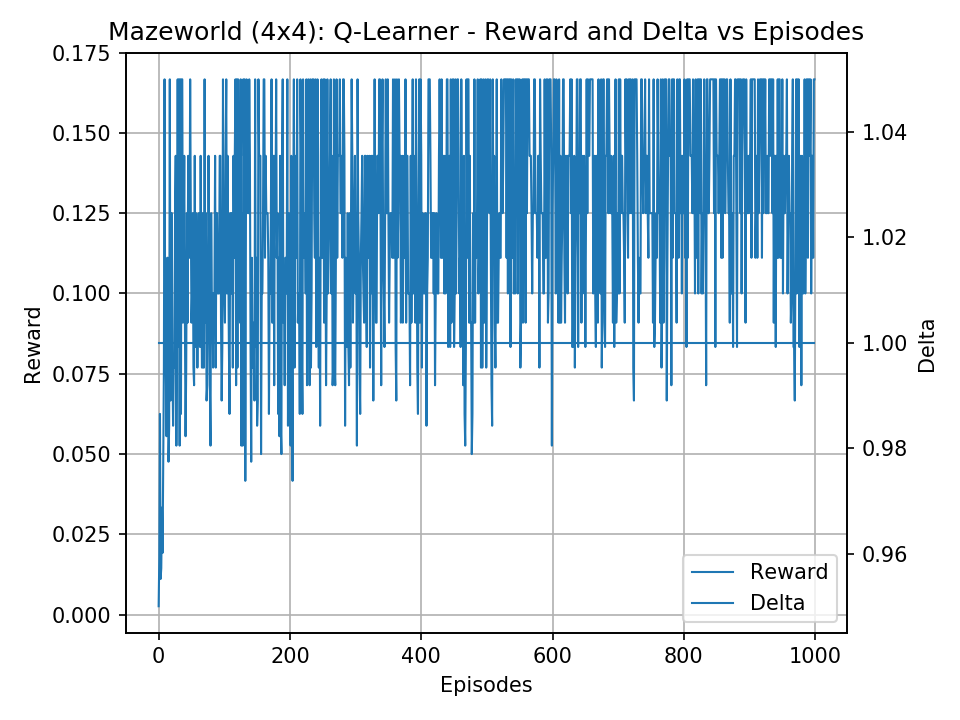 Mazeworld (4x4): Q-Learner - Reward and Delta vs Episodes
0.175
0.150
0.125
0.100
0.075
0.050
0.025
0.000
Reward
1.04
1.02
1.00
0.98
0.96
Delta
Reward
Delta
0 200 400 600 800 1000
Episodes